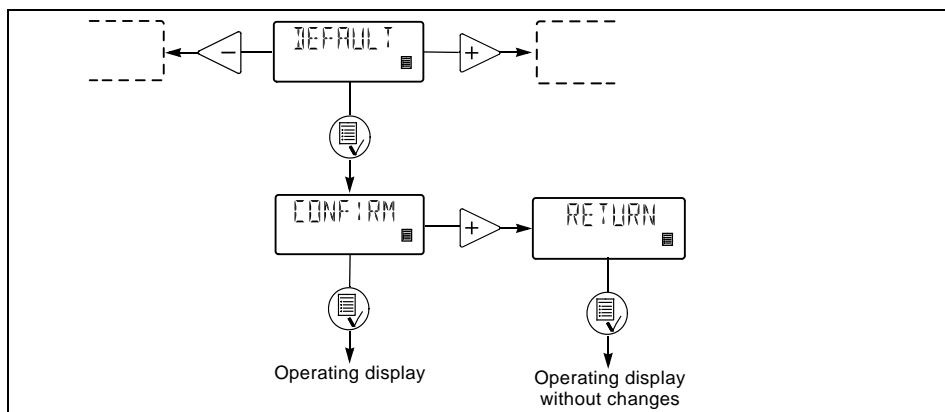 DEFAULT
CONFIRM
RETURN
Operating display
Operating display
without changes